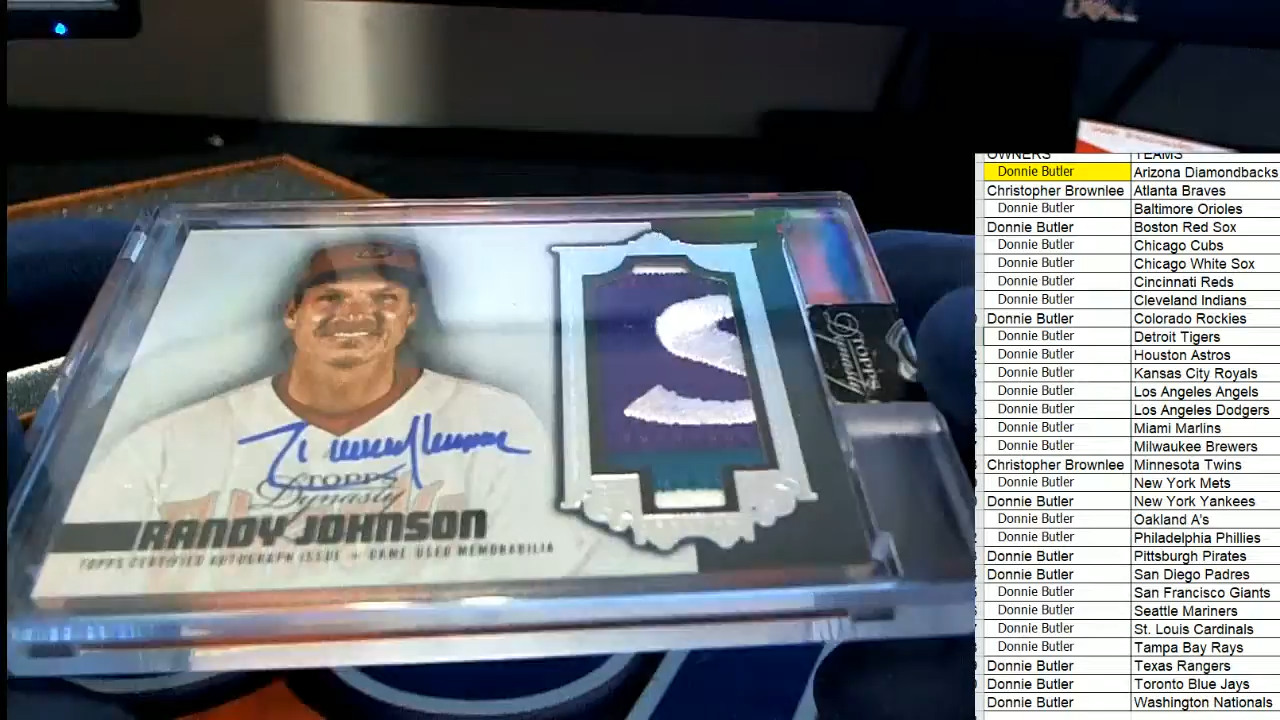 DELL
TOPPS
Dynasty
TOPPS
Dynasty
RANDY JOHNSON
TOPPS CERTIFIED AUTOGRAPH ISSUE • GAME USED MEMORABILIA
OWNERS TEAMS
Donnie Butler Arizona Diamondbacks
Christopher Brownlee Atlanta Braves
Donnie Butler Baltimore Orioles
Donnie Butler Boston Red Sox
Donnie Butler Chicago Cubs
Donnie Butler Chicago White Sox
Donnie Butler Cincinnati Reds
Donnie Butler Cleveland Indians
Donnie Butler Colorado Rockies
Donnie Butler Detroit Tigers
Donnie Butler Houston Astros
Donnie Butler Kansas City Royals
Donnie Butler Los Angeles Angels
Donnie Butler Los Angeles Dodgers
Donnie Butler Miami Marlins
Donnie Butler Milwaukee Brewers
Christopher Brownlee Minnesota Twins
Donnie Butler New York Mets
Donnie Butler New York Yankees
Donnie Butler Oakland A's
Donnie Butler Philadelphia Phillies
Donnie Butler Pittsburgh Pirates
Donnie Butler San Diego Padres
Donnie Butler San Francisco Giants
Donnie Butler Seattle Mariners
Donnie Butler St. Louis Cardinals
Donnie Butler Tampa Bay Rays
Donnie Butler Texas Rangers
Donnie Butler Toronto Blue Jays
Donnie Butler Washington Nationals